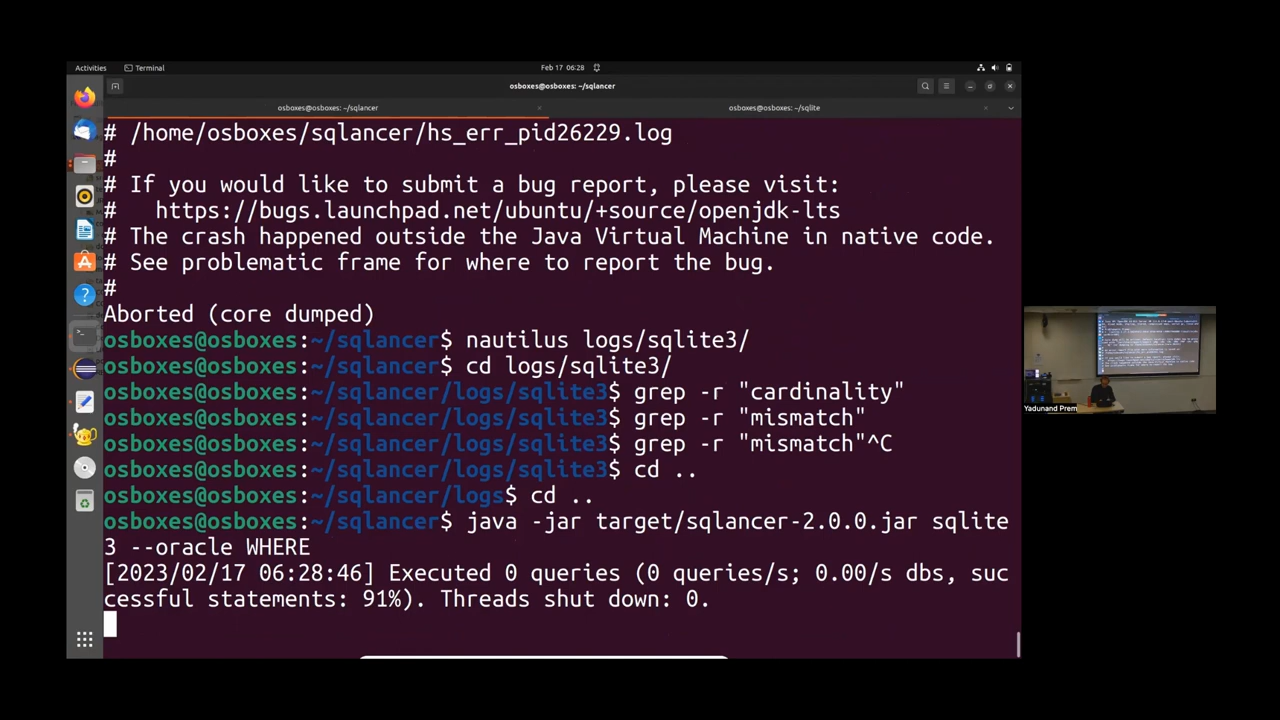 Activities
Terminal
Feb 17 06:28
osboxes@osboxes: ~/sqlancer
osboxes@osboxes: ~/sqlancer
osboxes@osboxes: ~/sqlite
# /home/osboxes/sqlancer/hs_err_pid26229.log
#
# If you would like to submit a bug report, please visit:
#   https://bugs.launchpad.net/ubuntu/+source/openjdk-lts
# The crash happened outside the Java Virtual Machine in native code.
# See problematic frame for where to report the bug.
#
Aborted (core dumped)
osboxes@osboxes:~/sqlancer$ nautilus logs/sqlite3/
osboxes@osboxes:~/sqlancer$ cd logs/sqlite3/
osboxes@osboxes:~/sqlancer/logs/sqlite3$ grep -r "cardinality"
osboxes@osboxes:~/sqlancer/logs/sqlite3$ grep -r "mismatch"
osboxes@osboxes:~/sqlancer/logs/sqlite3$ grep -r "mismatch"^C
osboxes@osboxes:~/sqlancer/logs/sqlite3$ cd ..
osboxes@osboxes:~/sqlancer/logs$ cd ..
osboxes@osboxes:~/sqlancer$ java -jar target/sqlancer-2.0.0.jar sqlite
3 --oracle WHERE
[2023/02/17 06:28:46] Executed 0 queries (0 queries/s; 0.00/s dbs, suc
cessful statements: 91%). Threads shut down: 0.
Yadunand Prem